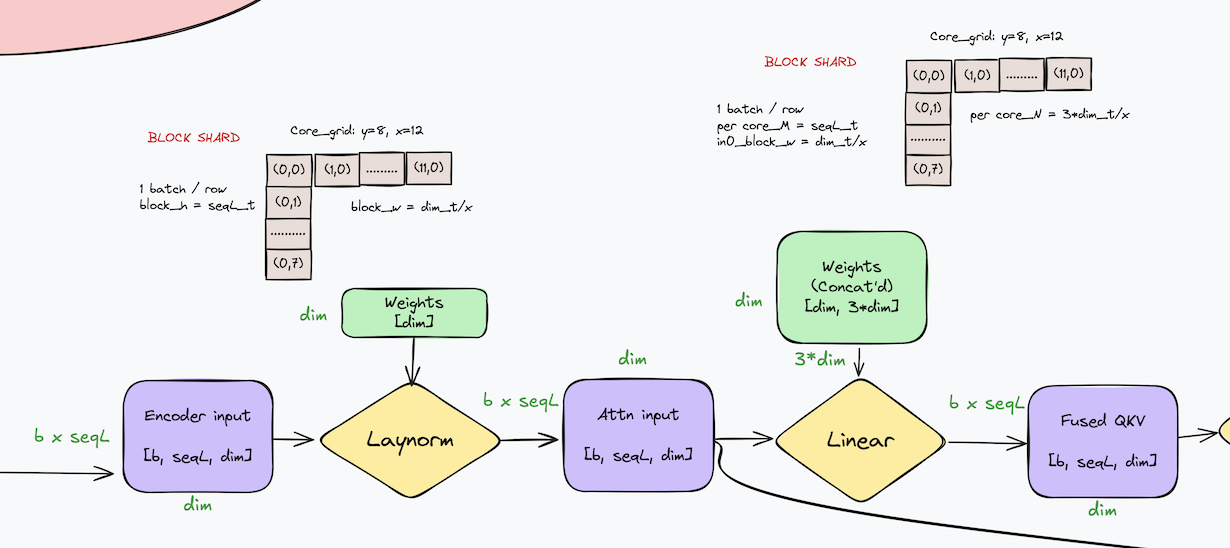 Core_grid: y=8, x=12
BLOCK SHARD
(0,0) (1,0) ......... (11,0)
1 batch / row
per core_M = seqL_t
in0_block_w = dim_t/x
(0,1)
per core_N = 3*dim_t/x
.........
(0,7)
Core_grid: y=8, x=12
BLOCK SHARD
(0,0) (1,0) ......... (11,0)
1 batch / row
block_h = seqL_t
(0,1)
block_w = dim_t/x
.........
(0,7)
dim
Weights
[dim]
dim
Weights
(Concat'd)
[dim, 3*dim]
3*dim
b x seqL
Encoder input
[b, seqL, dim]
dim
Laynorm
b x seqL
dim
Attn input
[b, seqL, dim]
Linear
b x seqL
Fused QKV
[b, seqL, dim]
dim